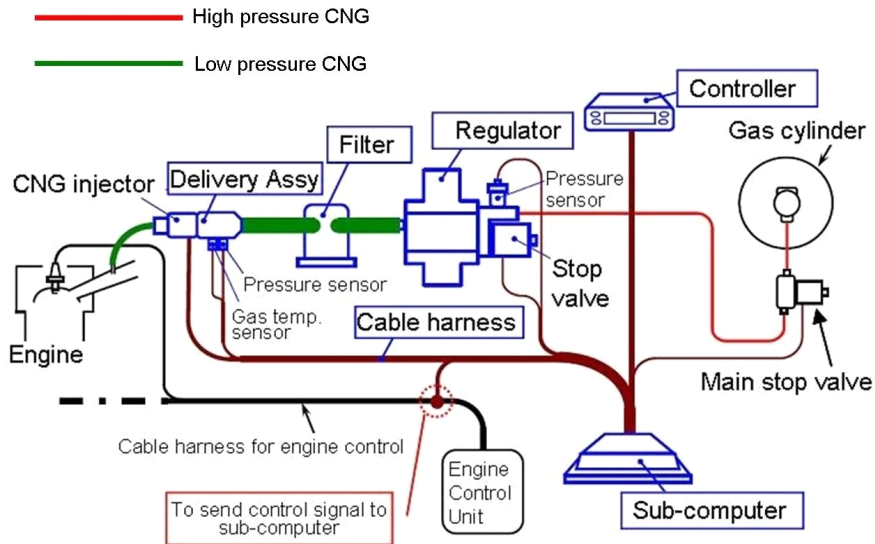 High pressure CNG
Low pressure CNG
Controller
Gas cylinder
Regulator
Filter
CNG injector
Delivery Assy
Pressure
sensor
Stop
valve
Pressure sensor
Gas temp.
sensor
Cable harness
Engine
Main stop valve
Cable harness for engine control
Engine
Control
Unit
To send control signal to
sub-computer
Sub-computer